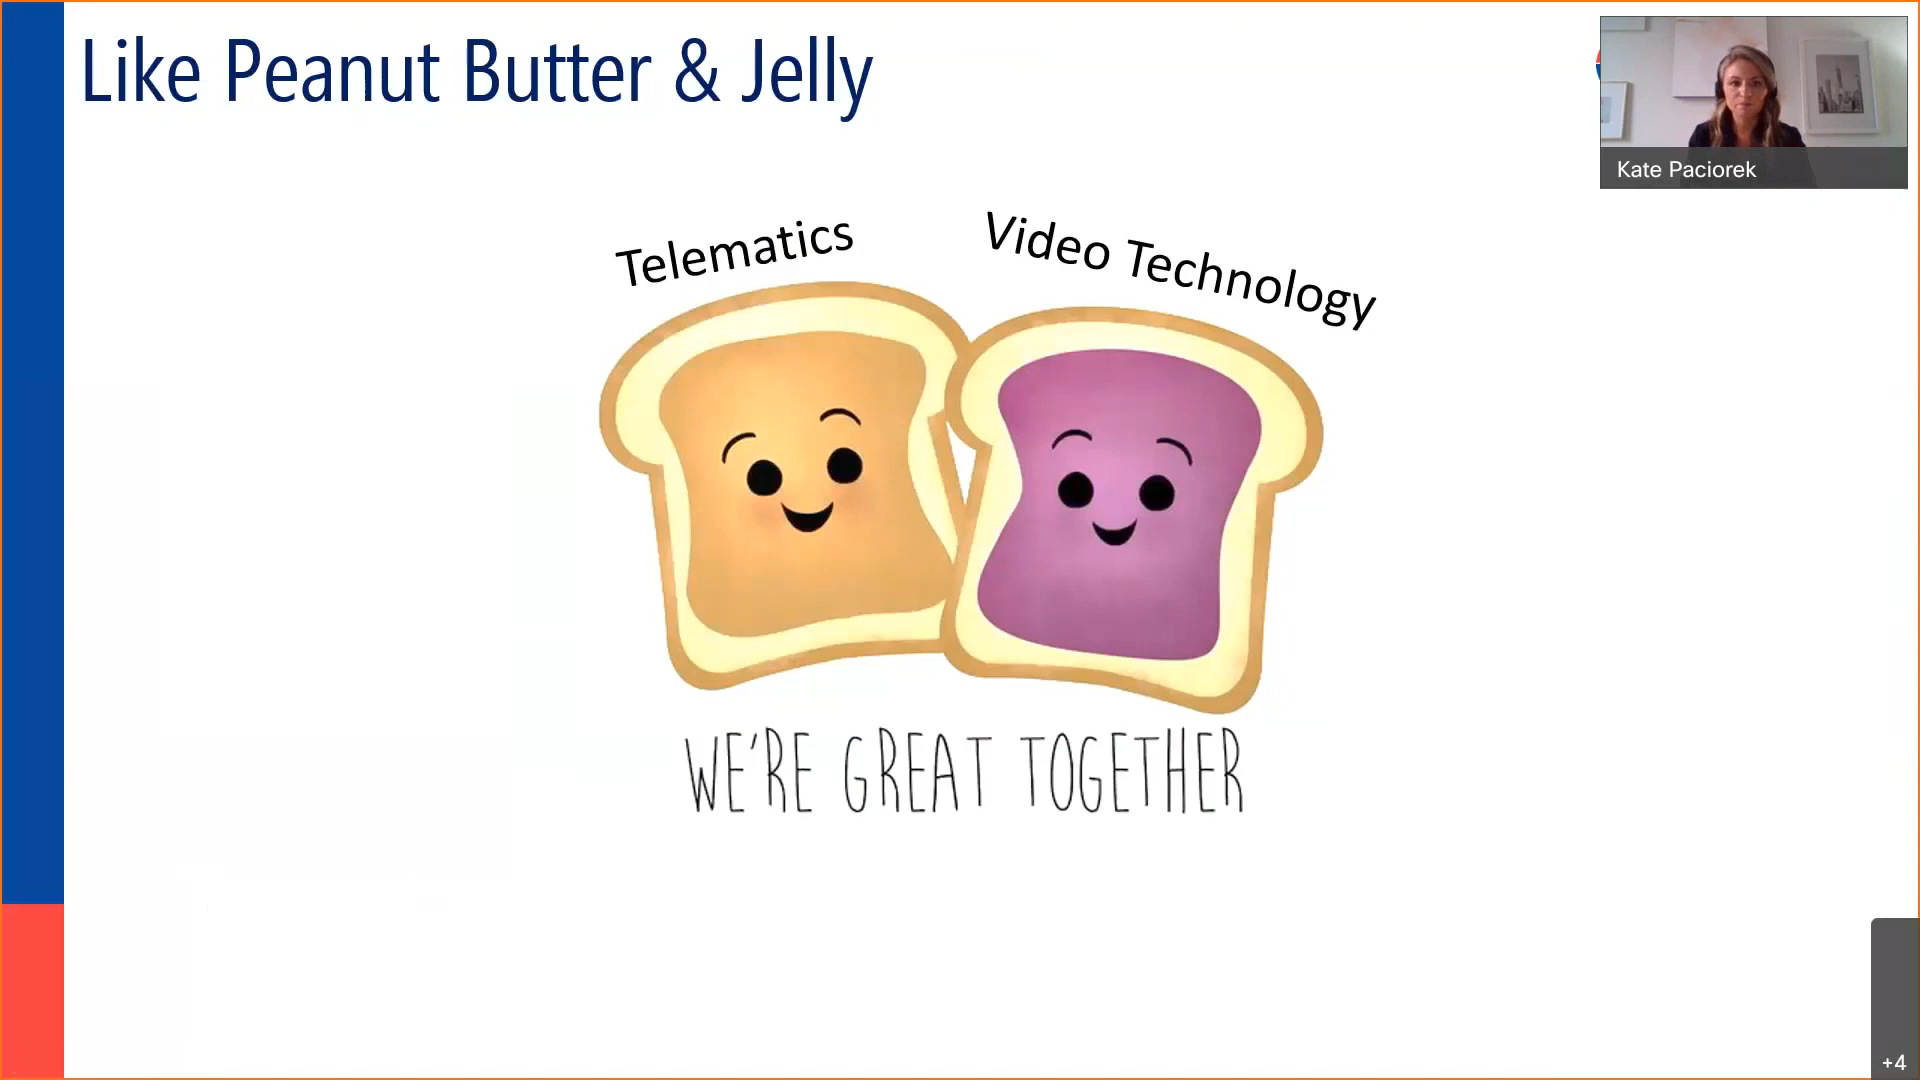 Like Peanut Butter & Jelly
Kate Paciorek
Telematics
Video Technology
WE'RE GREAT TOGETHER
+4